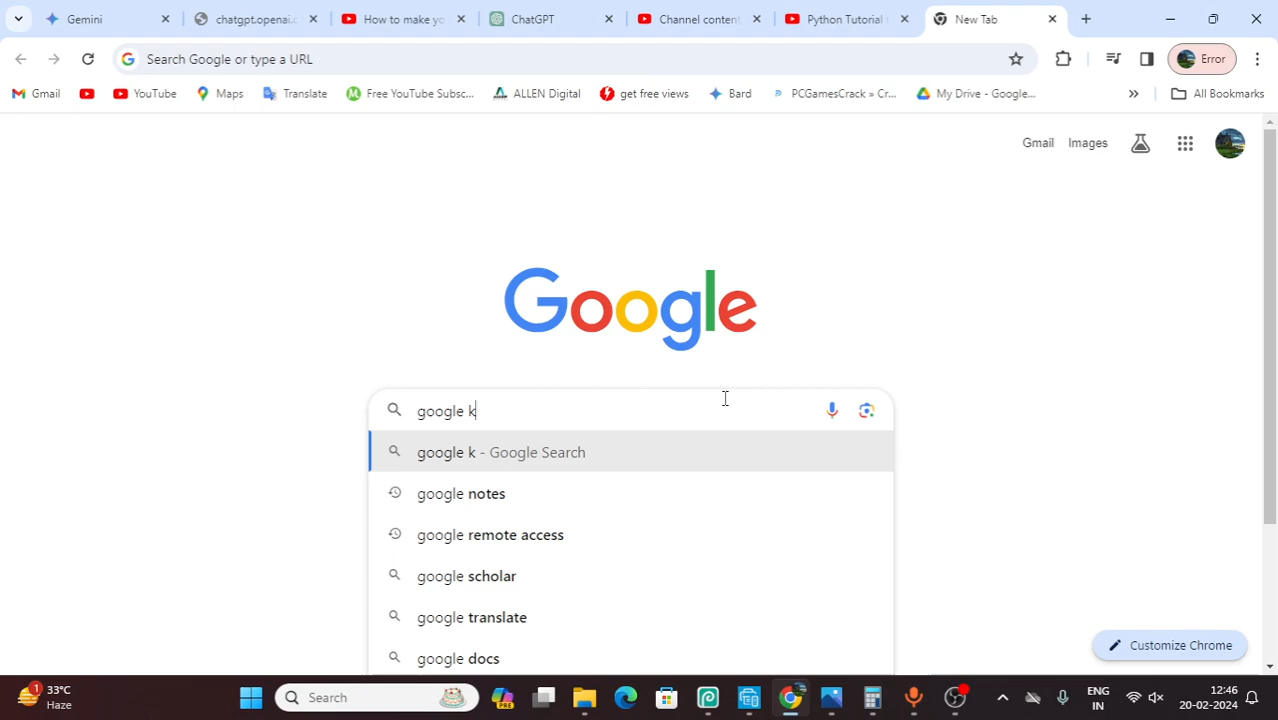 Gemini
chatgpt.openai.c
How to make yo
ChatGPT
Channel content
Python Tutorial
New Tab
Search Google or type a URL
Error
Gmail
YouTube
Maps
Translate
Free YouTube Subsc...
ALLEN Digital
get free views
Bard
PCGamesCrack » Cr...
My Drive - Google...
»
All Bookmarks
Gmail
Images
Google
google k
google k - Google Search
google notes
google remote access
google scholar
google translate
google docs
Customize Chrome
1
33°C
Haze
Search
PRE
ENG
IN
12:46
20-02-2024